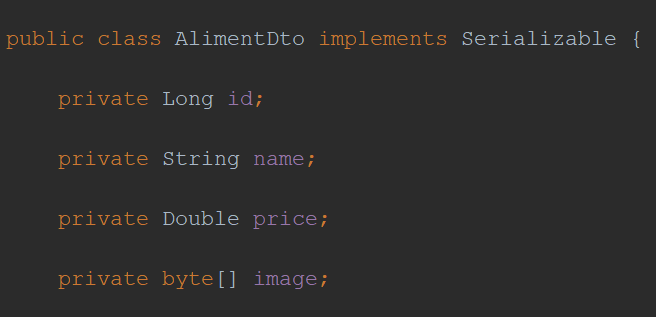 public class AlimentDto implements Serializable {
private Long id;
private String name;
private Double price;
private byte[] image;